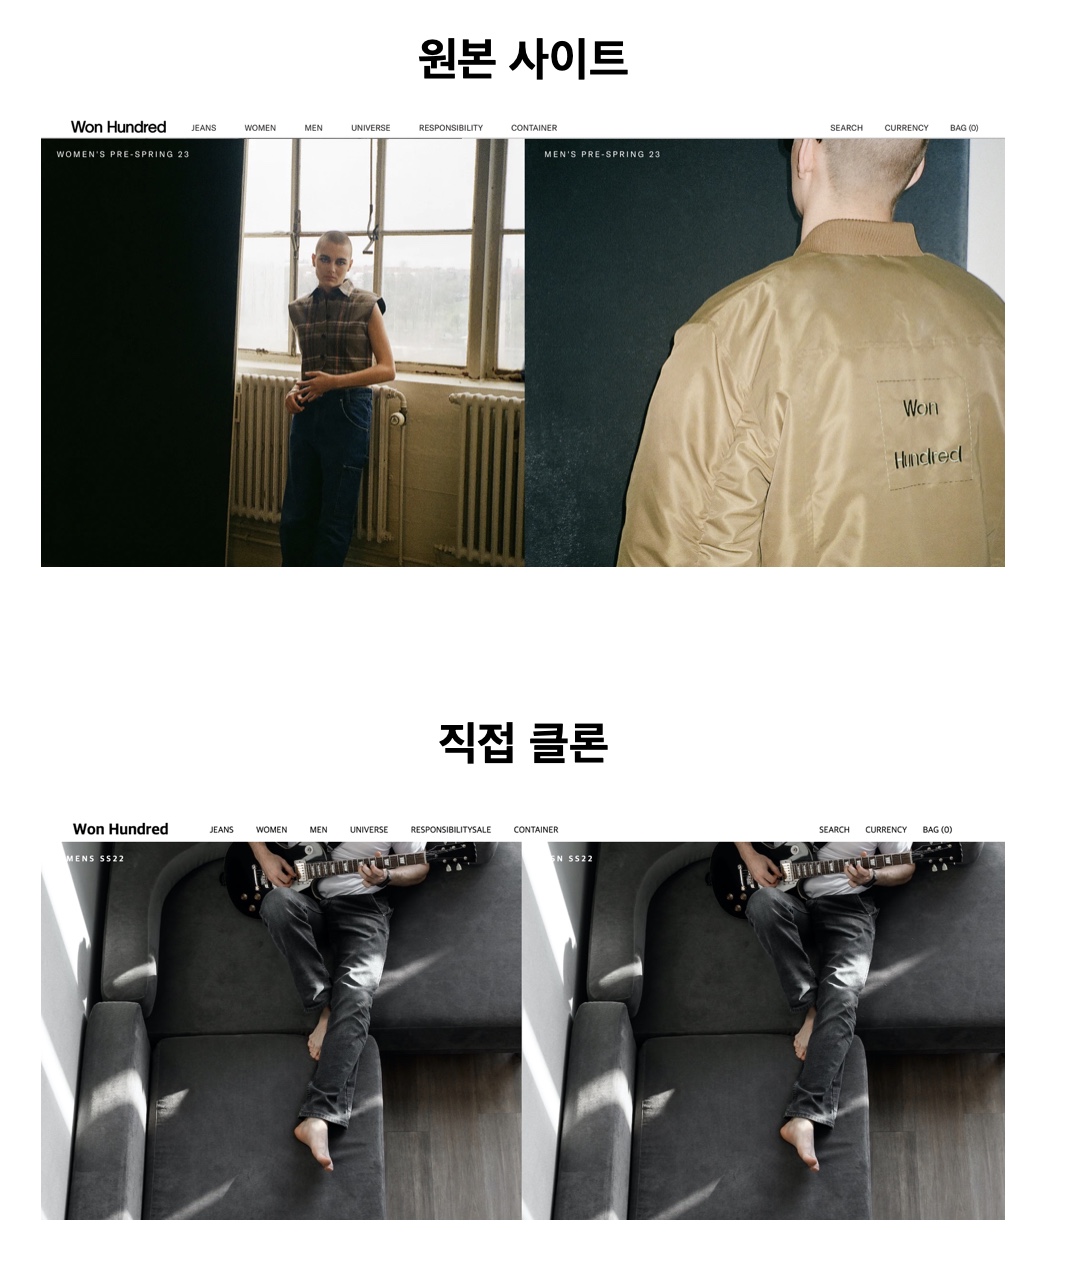 원본 사이트
Won Hundred JEANS WOMEN MEN UNIVERSE RESPONSIBILITY CONTAINER SEARCH CURRENCY BAG (0)
WOMEN'S PRE-SPRING 23 MEN'S PRE-SPRING 23
Won
Hundred
직접 클론
Won Hundred JEANS WOMEN MEN UNIVERSE RESPONSIBILITYSALE CONTAINER SEARCH CURRENCY BAG (0)
MENS SS22 SS22